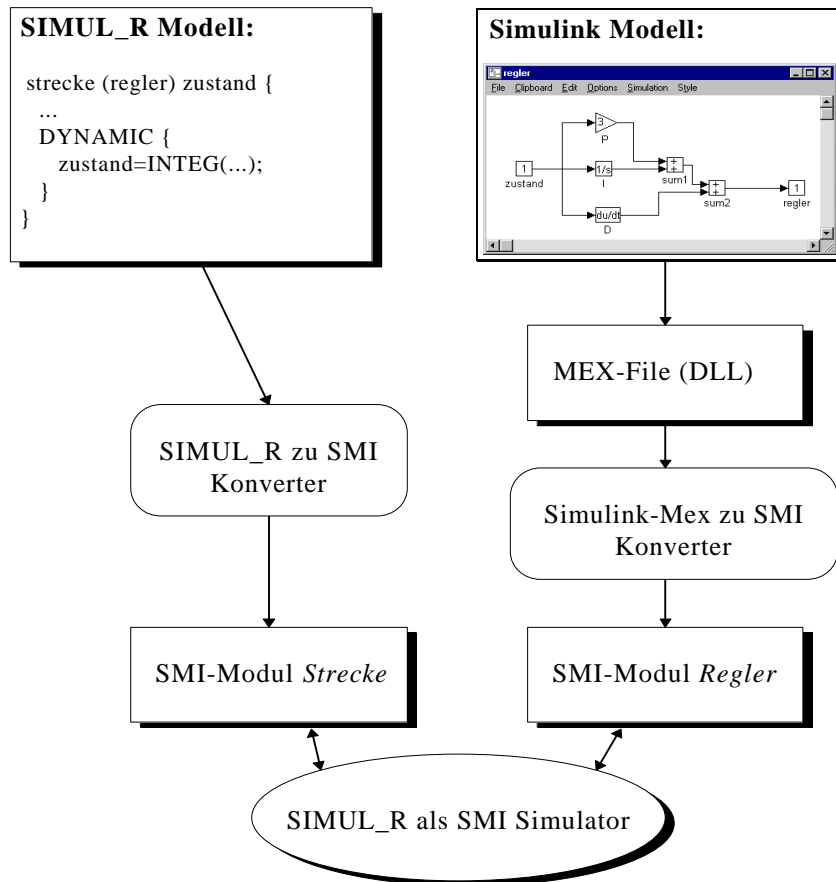 SIMUL_R Modell:
strecke (regler) zustand {
...
DYNAMIC {
zustand=INTEG(...);
}
}
Simulink Modell:
regler
File Clipboard Edit Options Simulation Style
3
P
1
zustand
1/s
I
+
+
sum1
+
+
sum2
1
regler
du/dt
D
MEX-File (DLL)
SIMUL_R zu SMI
Konverter
Simulink-Mex zu SMI
Konverter
SMI-Modul Strecke
SMI-Modul Regler
SIMUL_R als SMI Simulator